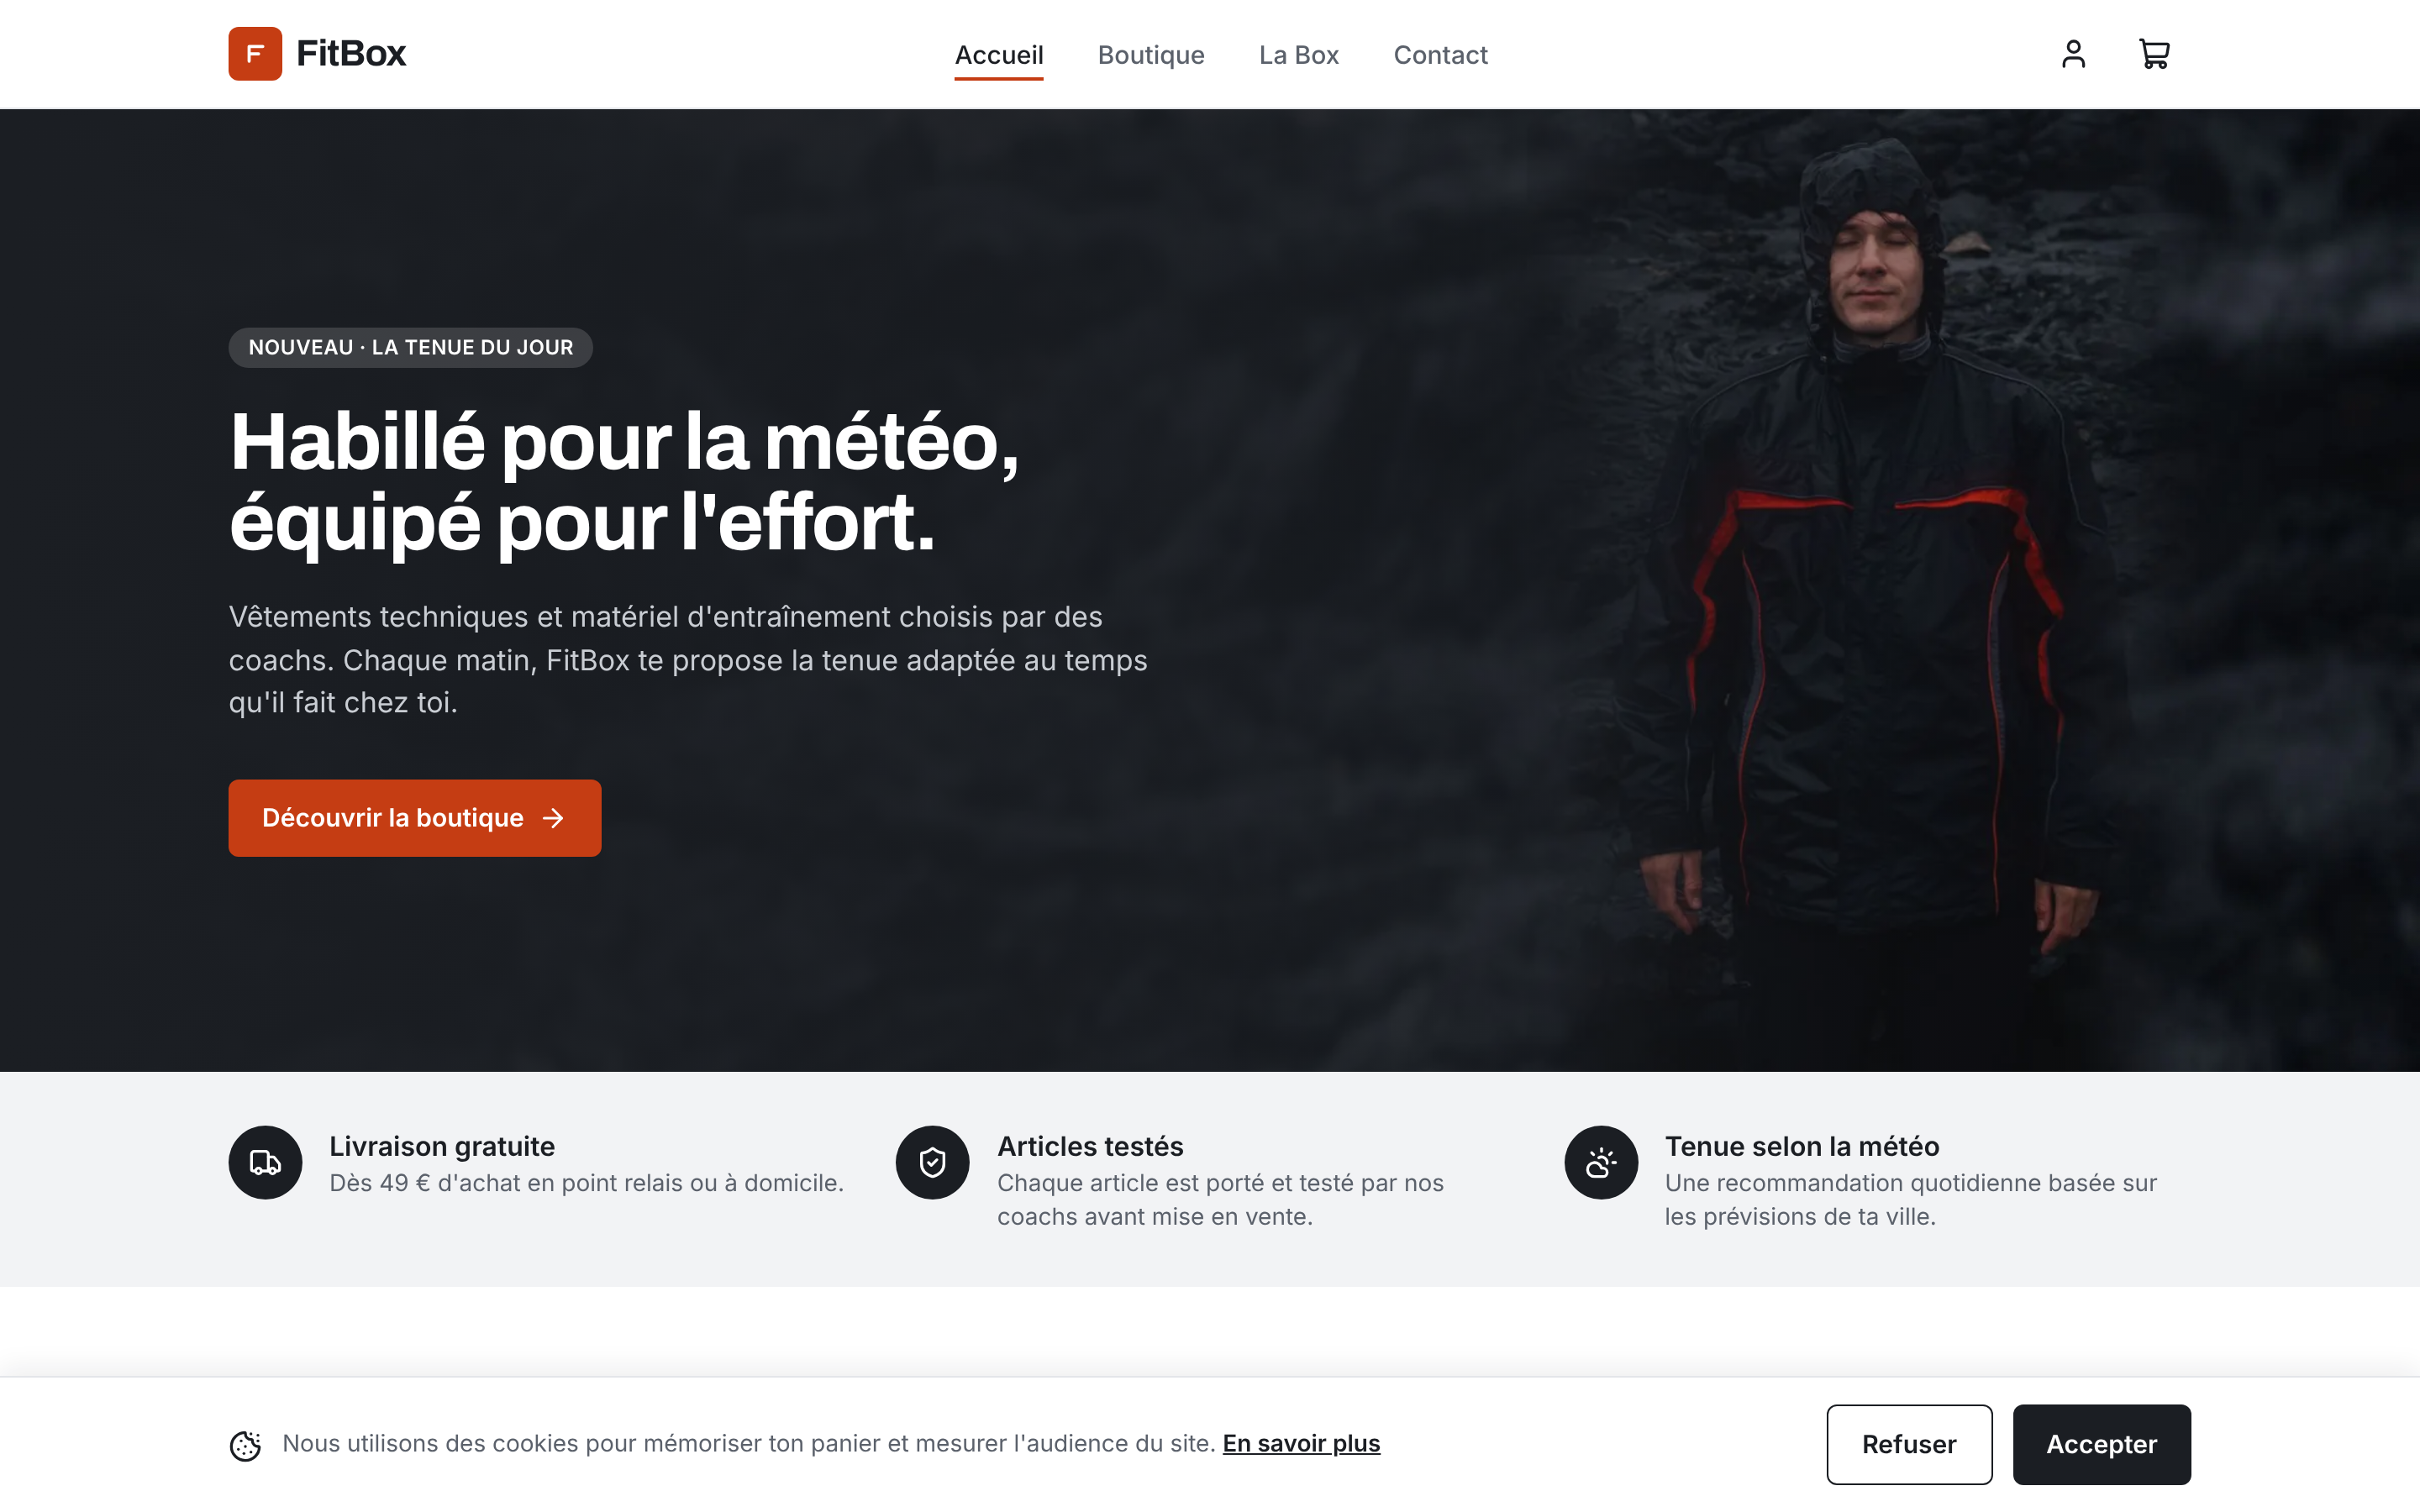 FitBox
Accueil
Boutique
La Box
Contact
NOUVEAU · LA TENUE DU JOUR
Habillé pour la météo,
équipé pour l'effort.
Vêtements techniques et matériel d'entraînement choisis par des
coachs. Chaque matin, FitBox te propose la tenue adaptée au temps
qu'il fait chez toi.
Découvrir la boutique
Livraison gratuite
Dès 49 € d'achat en point relais ou à domicile.
Articles testés
Chaque article est porté et testé par nos
coachs avant mise en vente.
Tenue selon la météo
Une recommandation quotidienne basée sur
les prévisions de ta ville.
Nous utilisons des cookies pour mémoriser ton panier et mesurer l'audience du site. En savoir plus
Refuser
Accepter